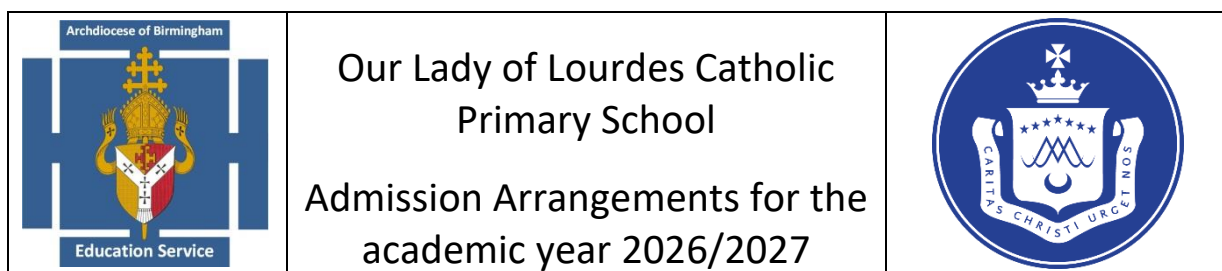 Archdiocese of Birmingham
Education Service
Our Lady of Lourdes Catholic
Primary School
Admission Arrangements for the
academic year 2026/2027
CARITAS CHRISTI URGET NOS